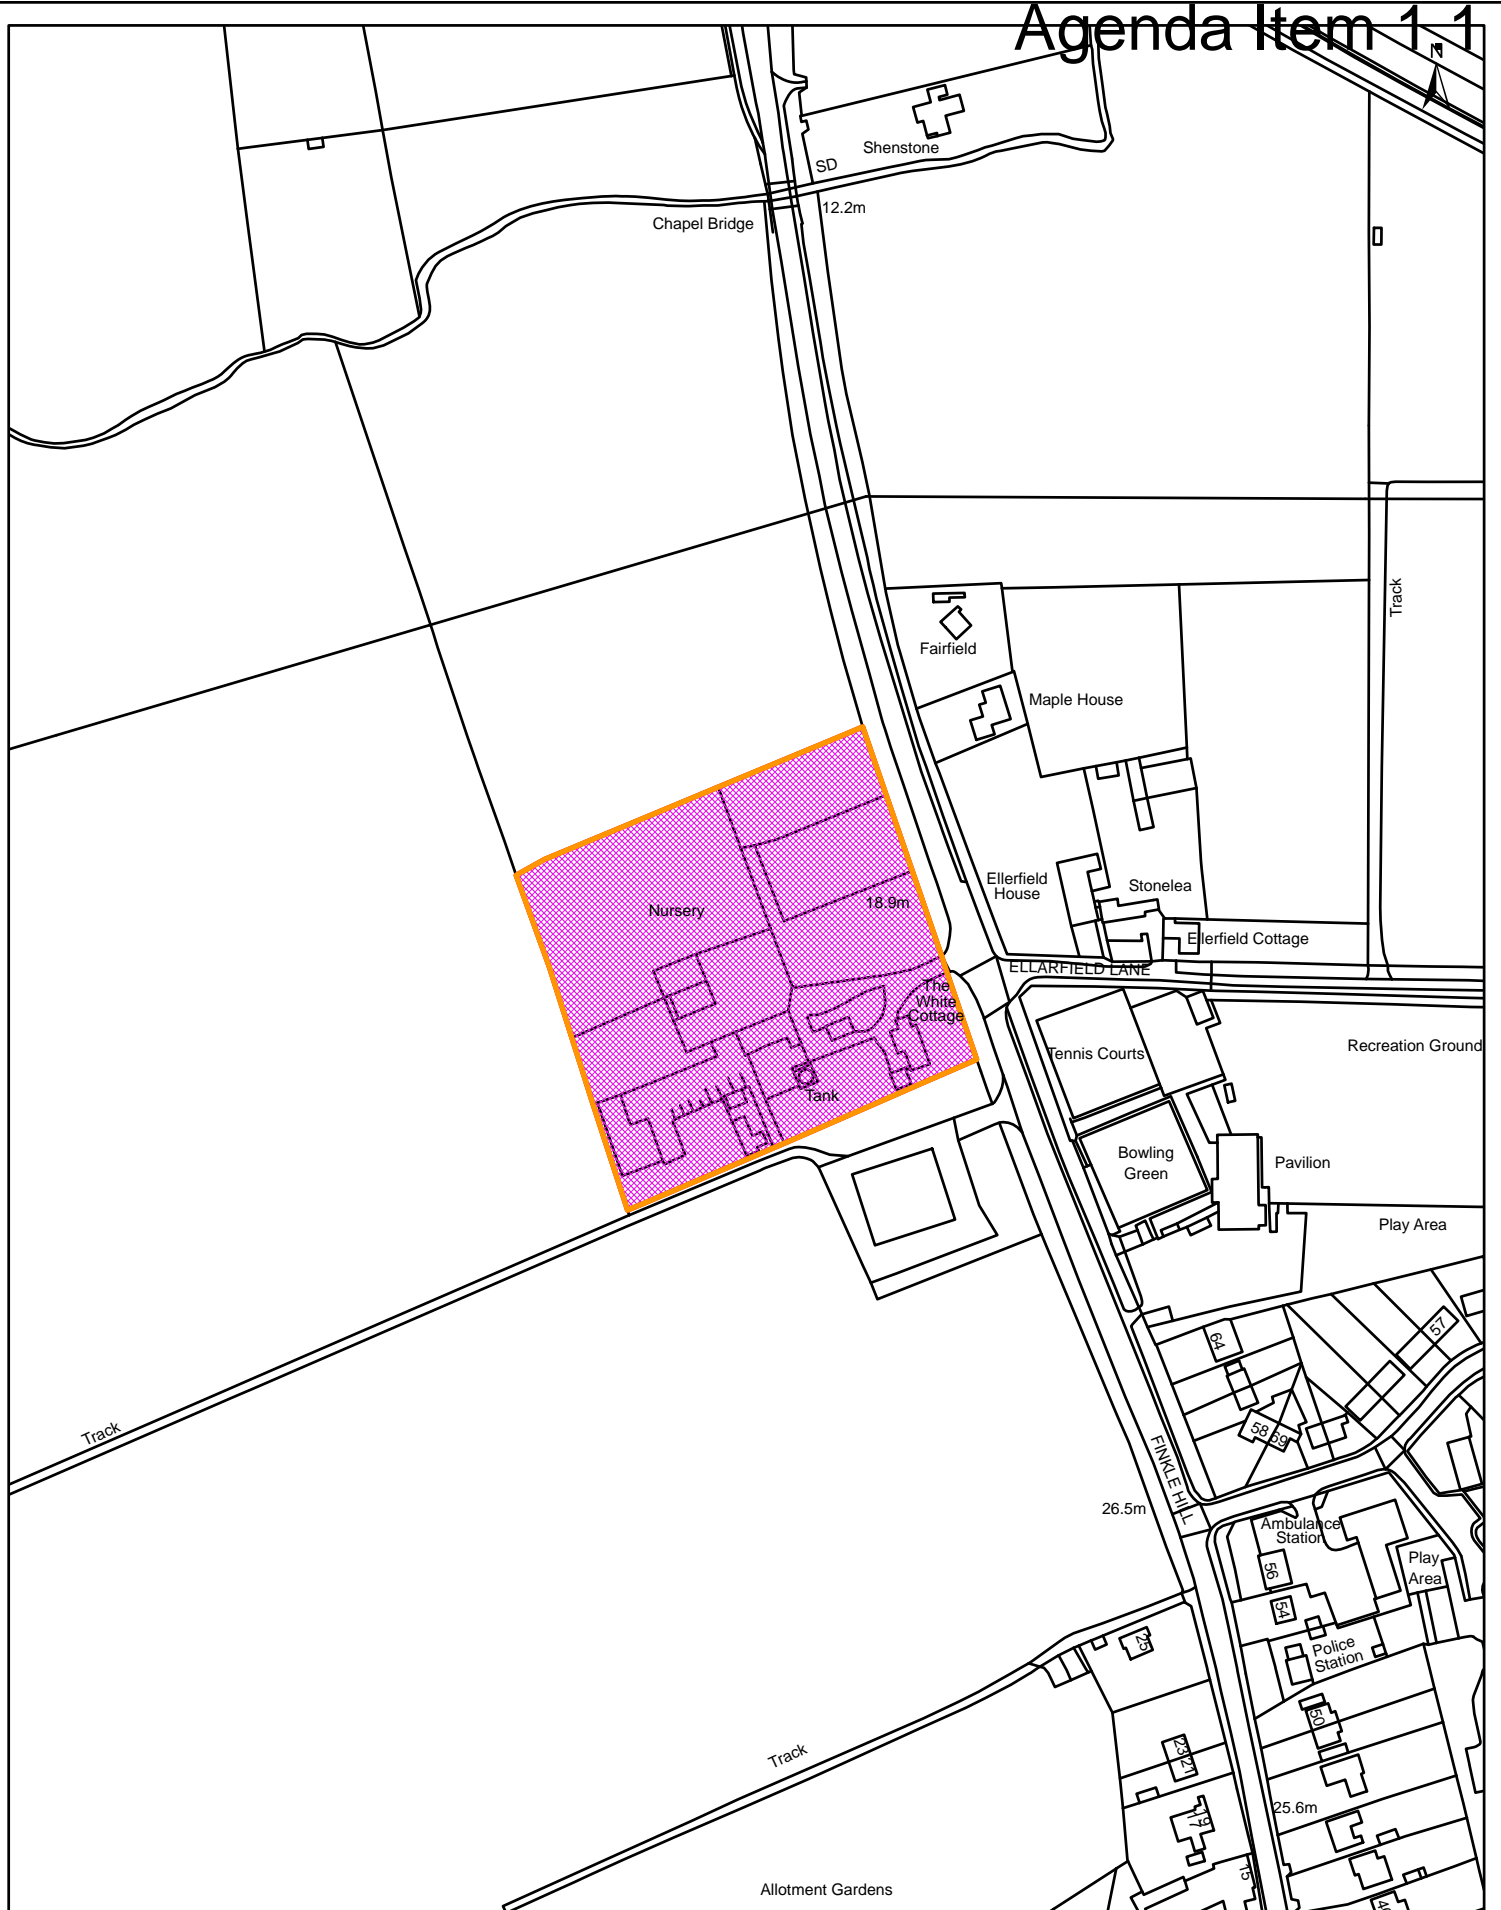 Agenda Item 1.1
N
Shenstone
SD
12.2m
Chapel Bridge
Track
Fairfield
Maple House
Ellerfield
House
Stonelea
Nursery
18.9m
Ellerfield Cottage
ELLARFIELD LANE
The
White
Cottage
Tennis Courts
Recreation Ground
Tank
Bowling
Green
Pavilion
Play Area
57
64
58
69
Track
FINKLE HILL
26.5m
Ambulance
Station
Play
Area
56
54
25
Police
Station
50
23
21
Track
25.6m
19
17
15
Allotment Gardens